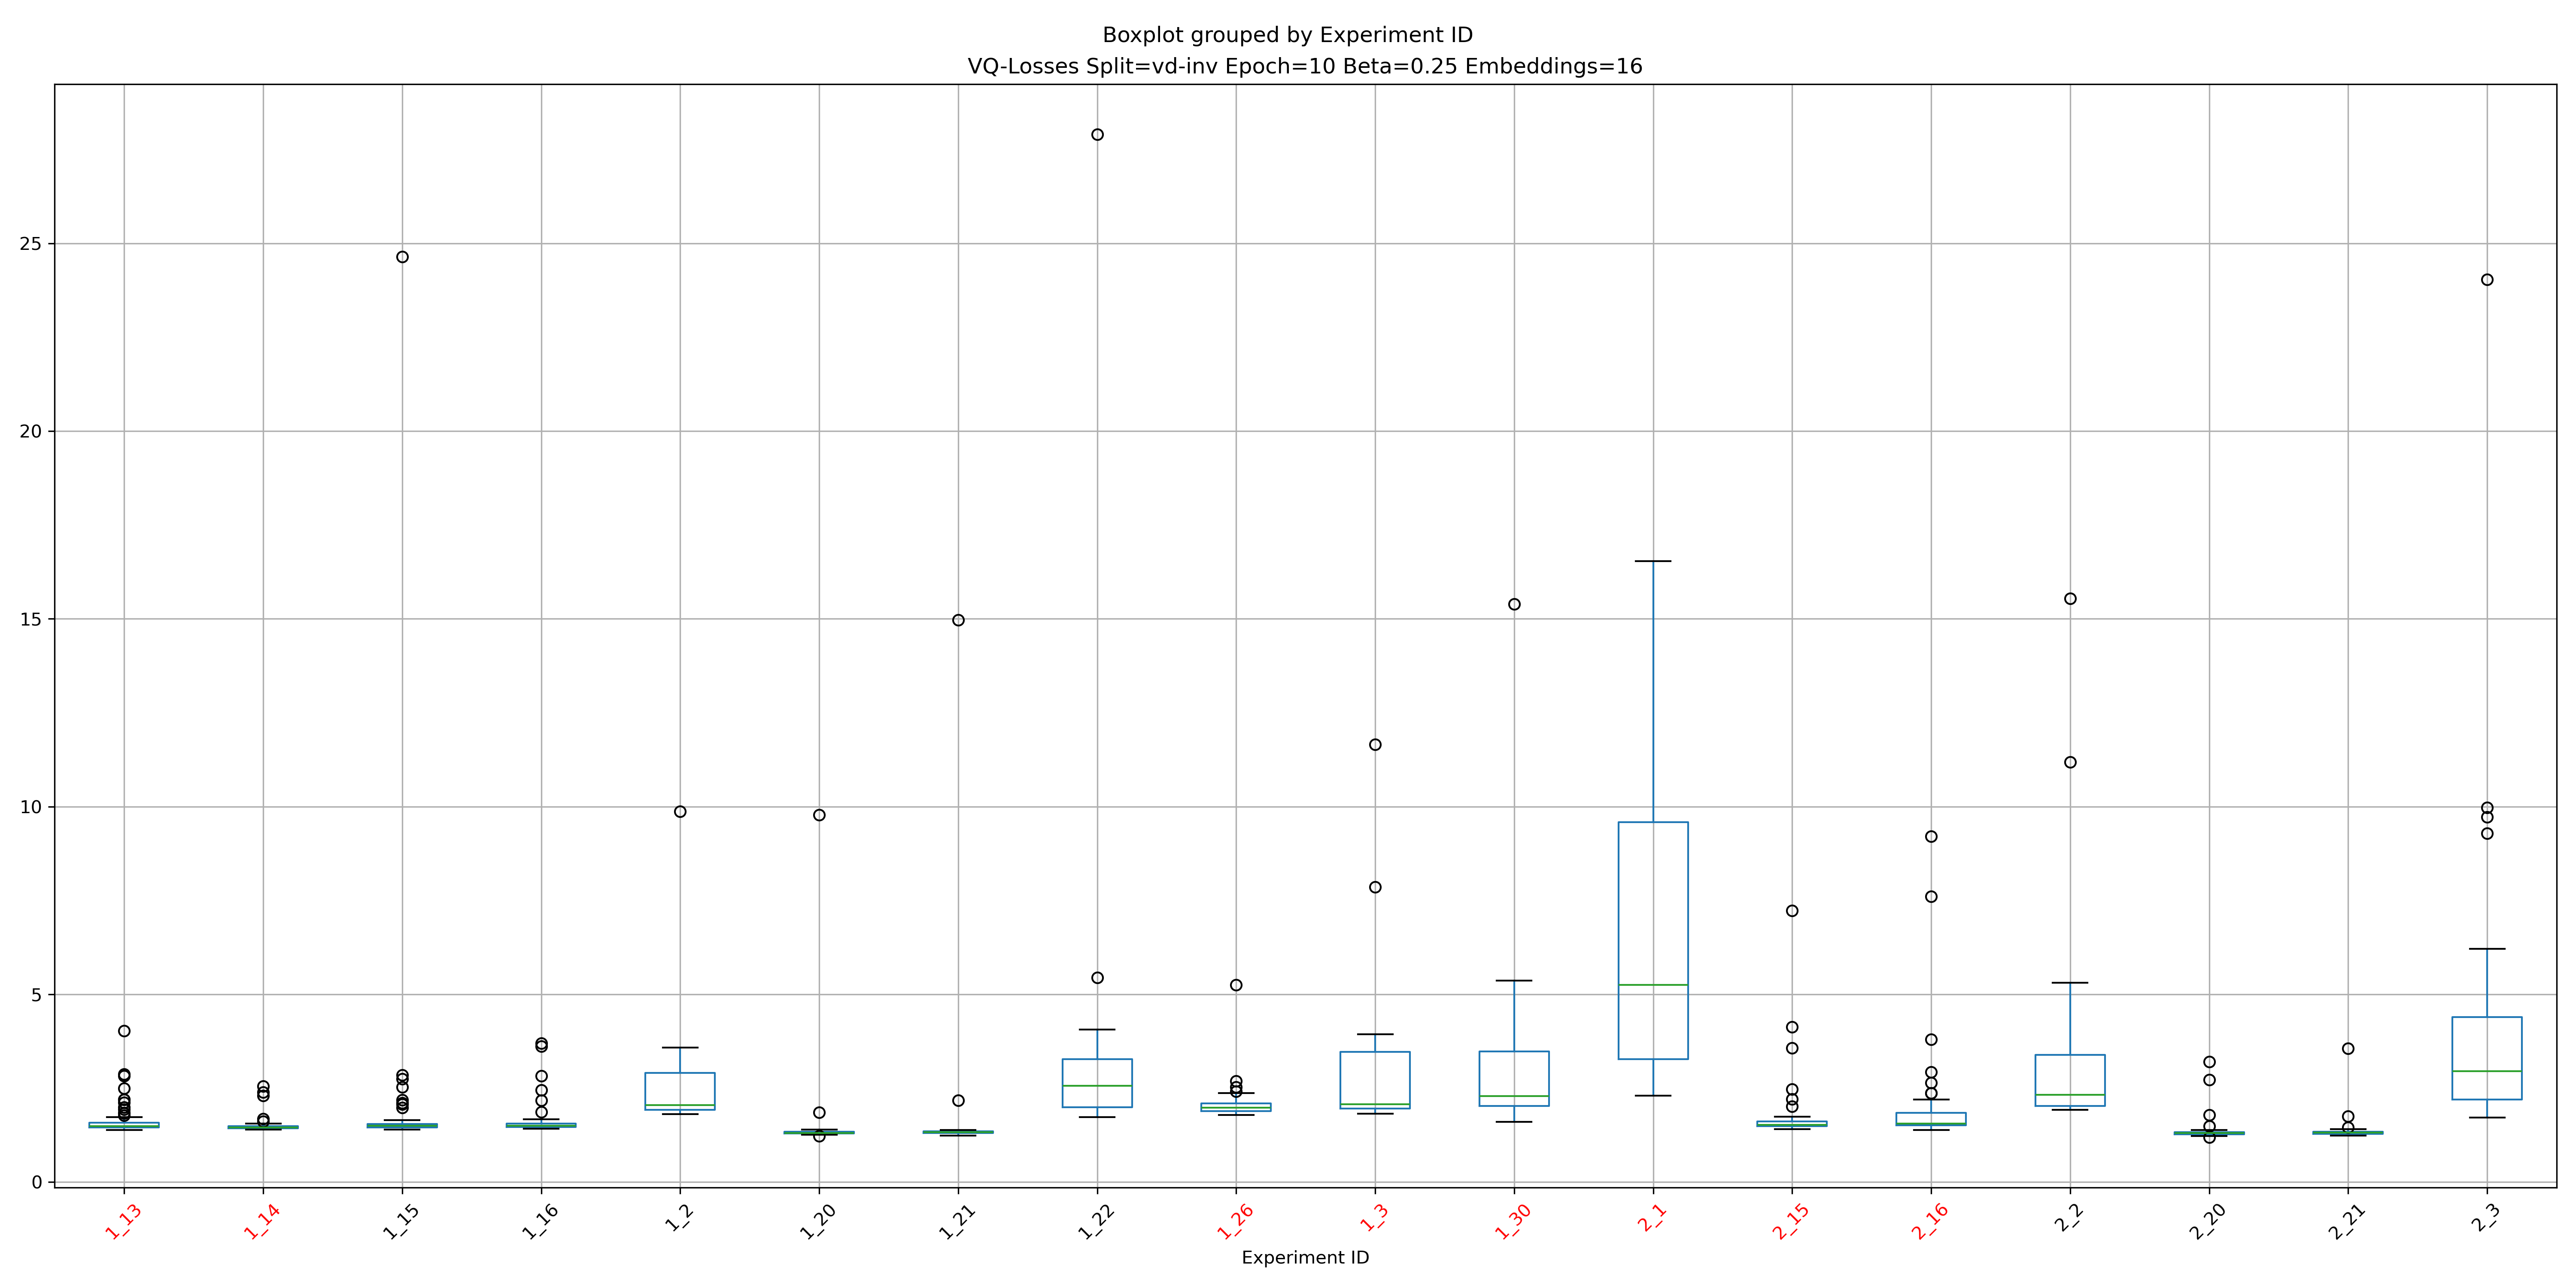 Boxplot grouped by Experiment ID
VQ-Losses Split=vd-inv Epoch=10 Beta=0.25 Embeddings=16
25
20
15
10
5
0
1_13 1_14 1_15 1_16 1_2 1_20 1_21 1_22 1_26 1_3 1_30 2_1 2_15 2_16 2_2 2_20 2_21 2_3
Experiment ID